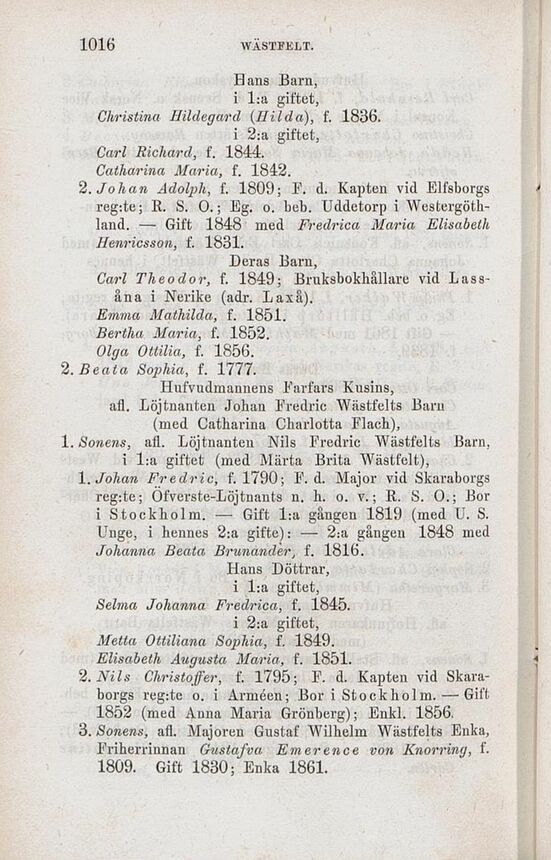 1016 WÄSTFELT.
Hans Barn,
i 1:a giftet,
Christina Hildegard (Hilda), f. 1836.
i 2:a giftet,
Carl Richard, f. 1844.
Catharina Maria, f. 1842.
2. Johan Adolph, f. 1809; F. d. Kapten vid Elfsborgs
reg:te; R. S. O.; Eg. o. beb. Uddetorp i Westergöth-
land. — Gift 1848 med Fredrica Maria Elisabeth
Henricsson, f. 1831.
Deras Barn,
Carl Theodor, f. 1849; Bruksbokhållare vid Lass-
åna i Nerike (adr. Laxå).
Emma Mathilda, f. 1851.
Bertha Maria, f. 1852.
Olga Ottilia, f. 1856.
2. Beata Sophia, f. 1777.
Hufvudmannens Farfars Kusins,
afl. Löjtnanten Johan Fredric Wästfelts Barn
(med Catharina Charlotta Flach),
1. Sonens, afl. Löjtnanten Nils Fredric Wästfelts Barn,
i 1:a giftet (med Märta Brita Wästfelt),
1. Johan Fredric, f. 1790; F. d. Major vid Skaraborgs
reg:te; Öfverste-Löjtnants n. h. o. v.; R. S. O.; Bor
i Stockholm. — Gift 1:a gången 1819 (med U. S.
Unge, i hennes 2:a gifte): — 2:a gången 1848 med
Johanna Beata Brunander, f. 1816.
Hans Döttrar,
i 1:a giftet,
Selma Johanna Fredrica, f. 1845.
i 2:a giftet,
Metta Ottiliana Sophia, f. 1849.
Elisabeth Augusta Maria, f. 1851.
2. Nils Christoffer, f. 1795; F. d. Kapten vid Skara-
borgs reg:te o. i Arméen; Bor i Stockholm. — Gift
1852 (med Anna Maria Grönberg); Enkl. 1856.
3. Sonens, afl. Majoren Gustaf Wilhelm Wästfelts Enka,
Friherrinnan Gustafva Emerence von Knorring, f.
1809. Gift 1830; Enka 1861.